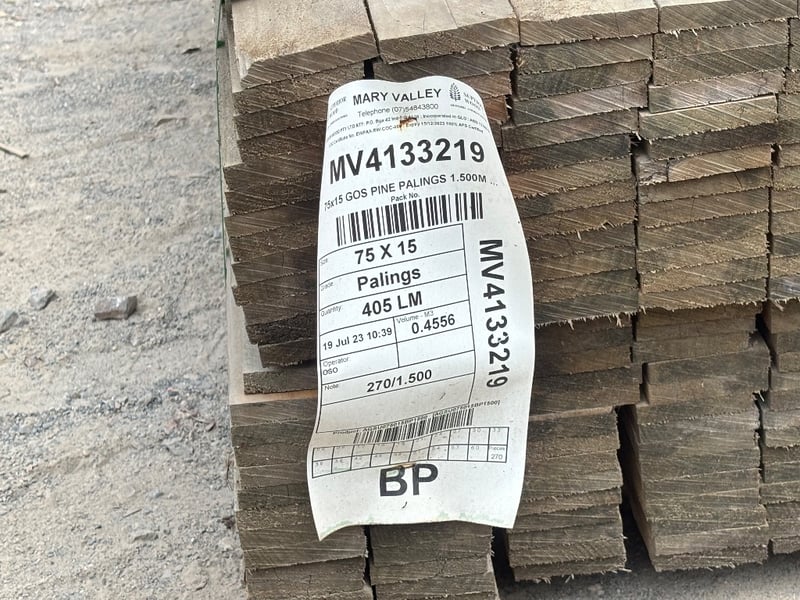 MARY VALLEY
Telephone (07)54843800
MV4133219
75x15 GOS PINE PALINGS 1.500M ...
Pack No.
75 X 15
Grade
Palings
Quantity
405 LM
19 Jul 23 10:39
Volume - M3
0.4556
Operator
OSO
Note:
270/1.500
MV4133219
270
BP